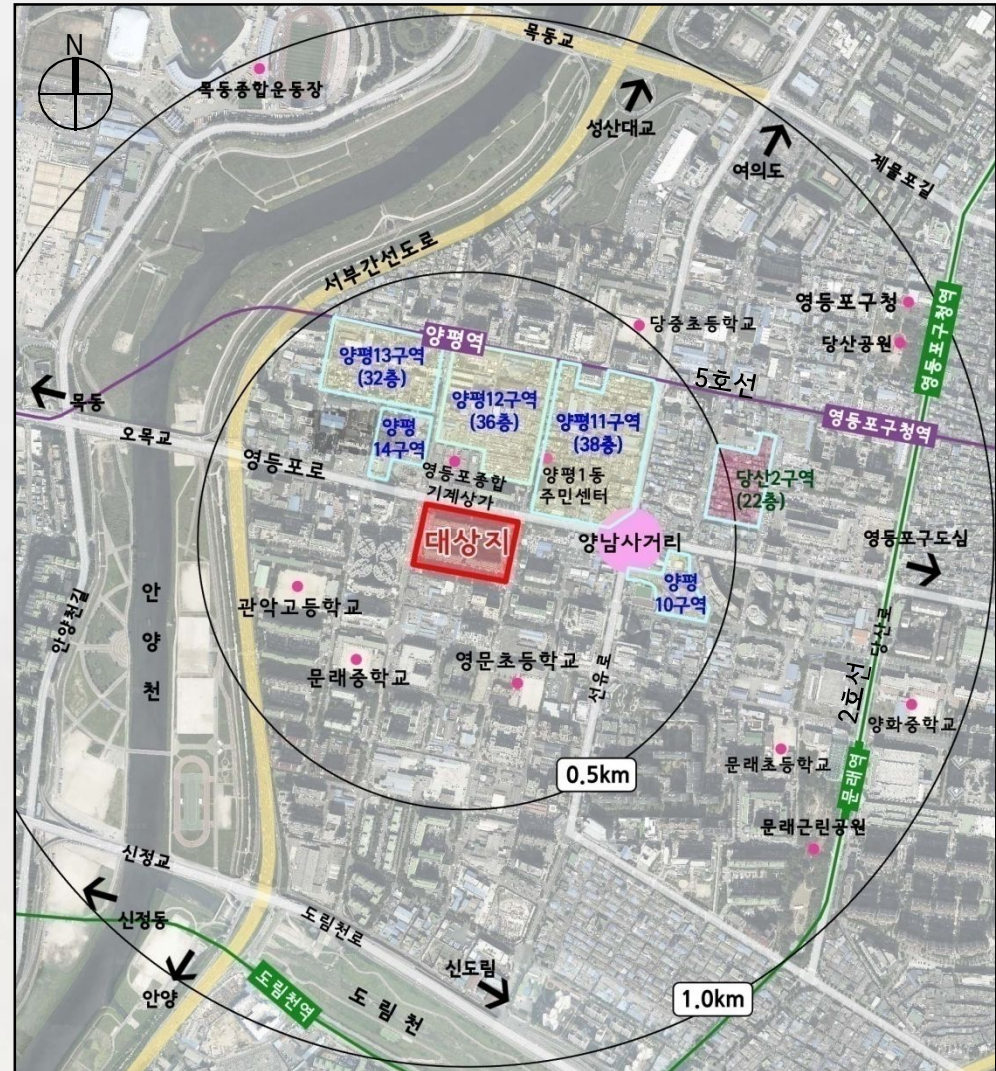 N
목동교
목동종합운동장
성산대교
여의도
제물포길
서부간선도로
영등포구청
당중초등학교
당산공원
영등포구청역
양평역
양평13구역
(32층)
5호선
목동
양평12구역
(36층)
양평11구역
(38층)
영등포구청역
오목교
양평
14구역
영등포로
영등포종합
기계상가
양평1동
주민센터
당산2구역
(22층)
대상지
양남사거리
영등포구도심
양평
10구역
관악고등학교
안양천길
안
양
천
당산로
문래중학교
영문초등학교
선유로
2호선
양화중학교
문래초등학교
문래역
0.5km
문래근린공원
신정교
신정동
도림천로
신도림
안양
도림천역
도림천
1.0km